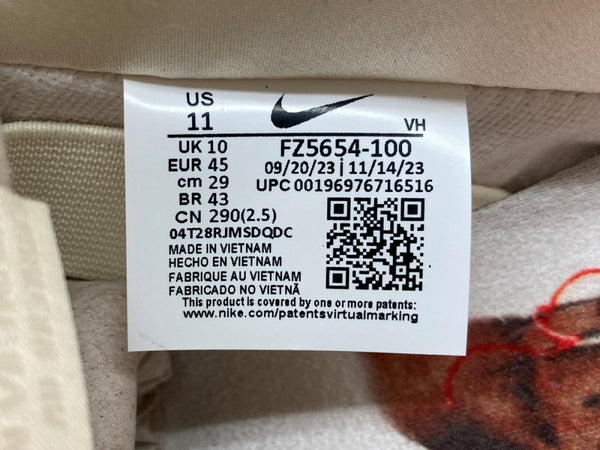 US
11
VH
UK 10
FZ5654-100
EUR 45
09/20/23 | 11/14/23
cm 29
UPC 00196976716516
BR 43
CN 290(2.5)
04T28RJMSDQDC
MADE IN VIETNAM
HECHO EN VIETNAM
FABRIQUE AU VIETNAM
FABRICADO NO VIETNÃ
This product is covered by one or more patents:
www.nike.com/patentsvirtualmarking